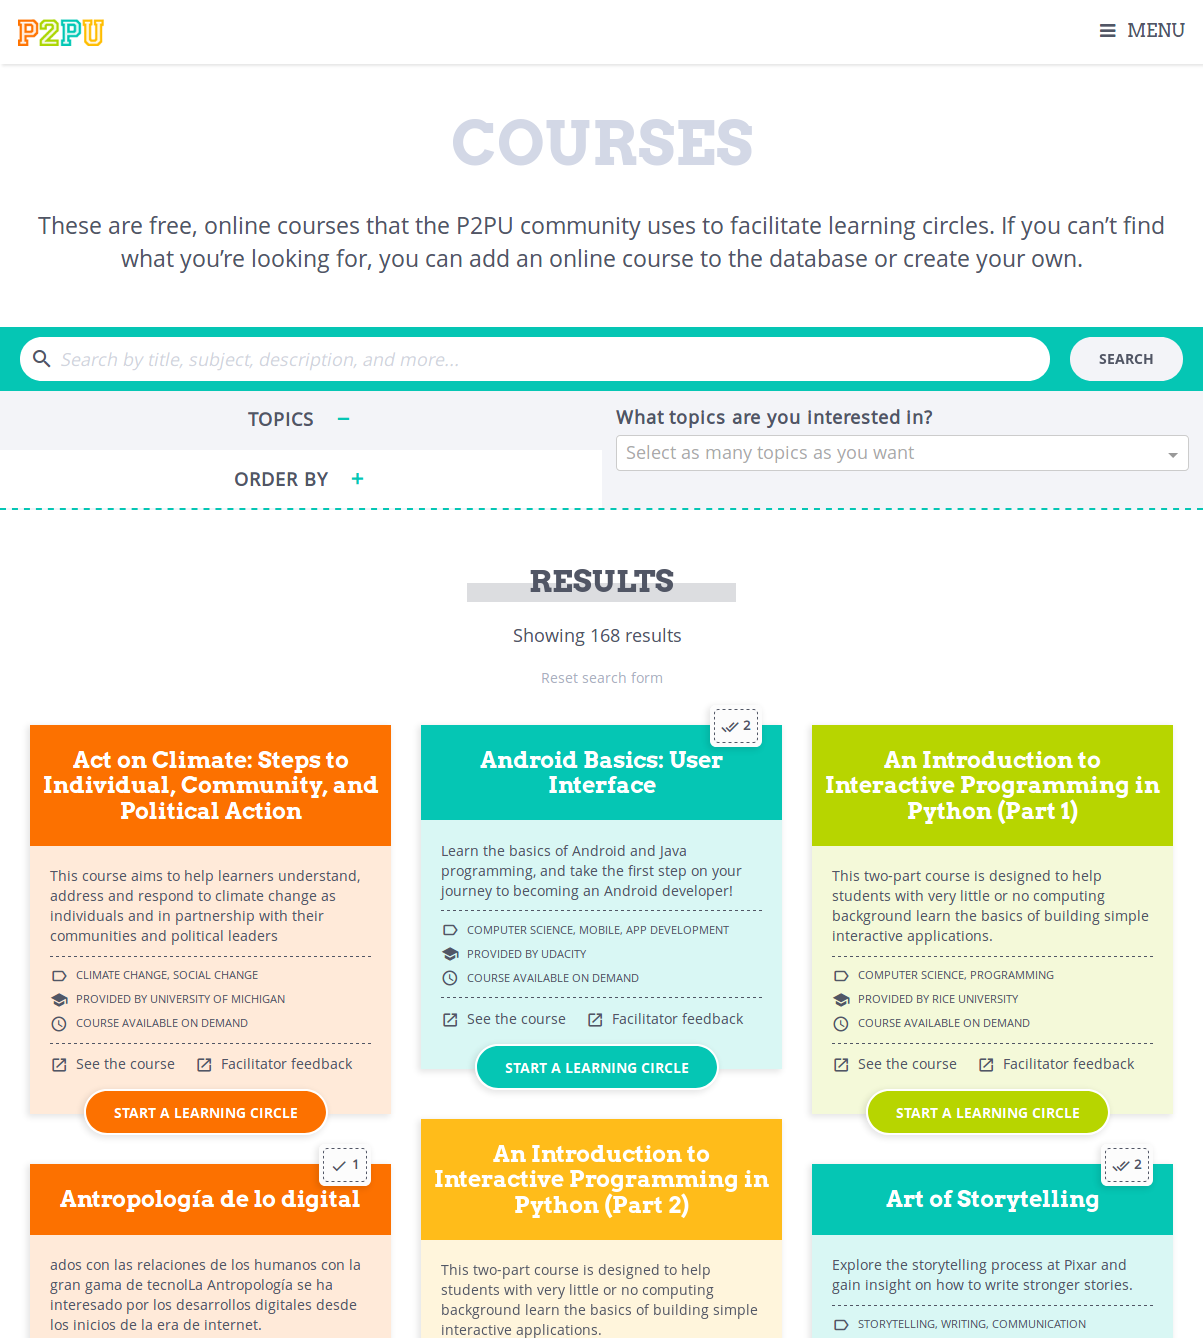 P2PU
MENU
COURSES
These are free, online courses that the P2PU community uses to facilitate learning circles. If you can’t find
what you’re looking for, you can add an online course to the database or create your own.
Search by title, subject, description, and more...
SEARCH
TOPICS
What topics are you interested in?
Select as many topics as you want
ORDER BY
RESULTS
Showing 168 results
Reset search form
Act on Climate: Steps to
Individual, Community, and
Political Action
This course aims to help learners understand,
address and respond to climate change as
individuals and in partnership with their
communities and political leaders
CLIMATE CHANGE, SOCIAL CHANGE
PROVIDED BY UNIVERSITY OF MICHIGAN
COURSE AVAILABLE ON DEMAND
See the course
Facilitator feedback
START A LEARNING CIRCLE
2
Android Basics: User
Interface
Learn the basics of Android and Java
programming, and take the first step on your
journey to becoming an Android developer!
COMPUTER SCIENCE, MOBILE, APP DEVELOPMENT
PROVIDED BY UDACITY
COURSE AVAILABLE ON DEMAND
See the course
Facilitator feedback
START A LEARNING CIRCLE
An Introduction to
Interactive Programming in
Python (Part 1)
This two-part course is designed to help
students with very little or no computing
background learn the basics of building simple
interactive applications.
COMPUTER SCIENCE, PROGRAMMING
PROVIDED BY RICE UNIVERSITY
COURSE AVAILABLE ON DEMAND
See the course
Facilitator feedback
START A LEARNING CIRCLE
1
Antropología de lo digital
ados con las relaciones de los humanos con la
gran gama de tecnolLa Antropología se ha
interesado por los desarrollos digitales desde
los inicios de la era de internet.
An Introduction to
Interactive Programming in
Python (Part 2)
This two-part course is designed to help
students with very little or no computing
background learn the basics of building simple
interactive applications.
2
Art of Storytelling
Explore the storytelling process at Pixar and
gain insight on how to write stronger stories.
STORYTELLING, WRITING, COMMUNICATION